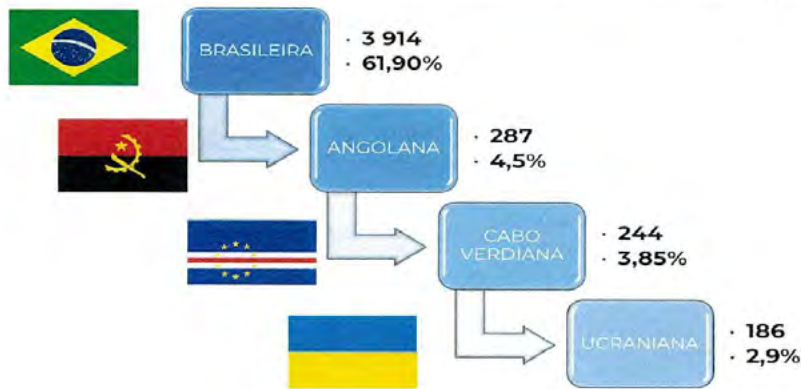 BRASILEIRA
· 3 914
· 61,90%
ANGOLANA
· 287
· 4,5%
CABO
VERDIANA
· 244
· 3,85%
UCRANIANA
· 186
· 2,9%